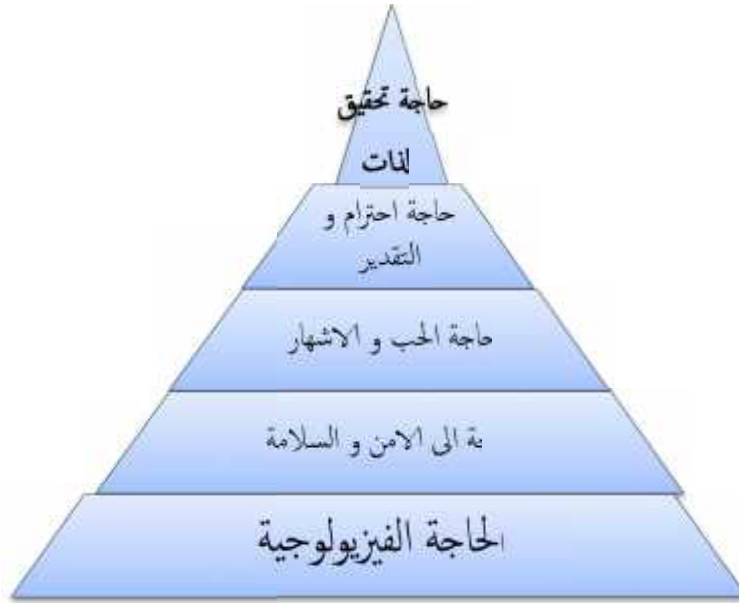 حاجة تحقيق
لذات
حاجة احترام و
التقدير
حاجة الحب و الاشهار
ة الى الامن و السلامة
الحاجة الفيزيولوجية